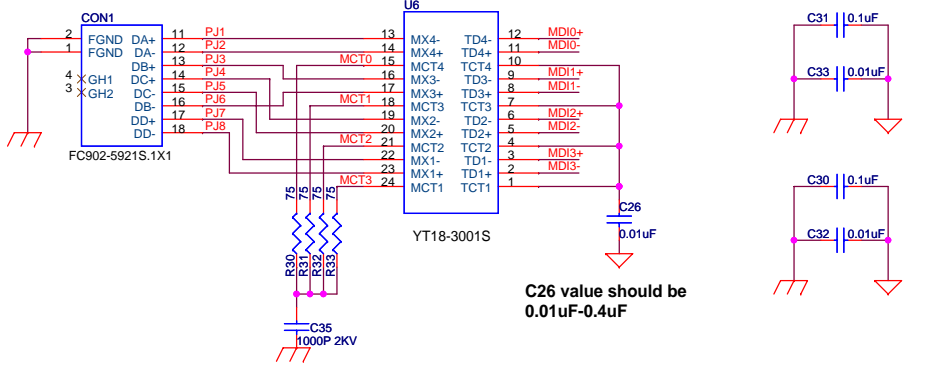 CON1
2 FGND DA+ 11 PJ1
1 FGND DA- 12 PJ2
DB+ 13 PJ3
4 GH1 DC+ 14 PJ4
3 GH2 DC- 15 PJ5
DB- 16 PJ6
DD+ 17 PJ7
DD- 18 PJ8
FC902-5921S.1X1
MCT0
MCT1
MCT2
MCT3
U6
13 MX4- TD4- 12 MDI0+
14 MX4+ TD4+ 11 MDI0-
15 MCT4 TCT4 10
16 MX3- TD3- 9 MDI1+
17 MX3+ TD3+ 8 MDI1-
18 MCT3 TCT3 7
19 MX2- TD2- 6 MDI2+
20 MX2+ TD2+ 5 MDI2-
21 MCT2 TCT2 4
22 MX1- TD1- 3 MDI3+
23 MX1+ TD1+ 2 MDI3-
24 MCT1 TCT1 1
YT18-3001S
75 75 75 75
R30 R31 R32 R33
C35
1000P 2KV
C26
0.01uF
C26 value should be
0.01uF-0.4uF
C31 0.1uF
C33 0.01uF
C30 0.1uF
C32 0.01uF